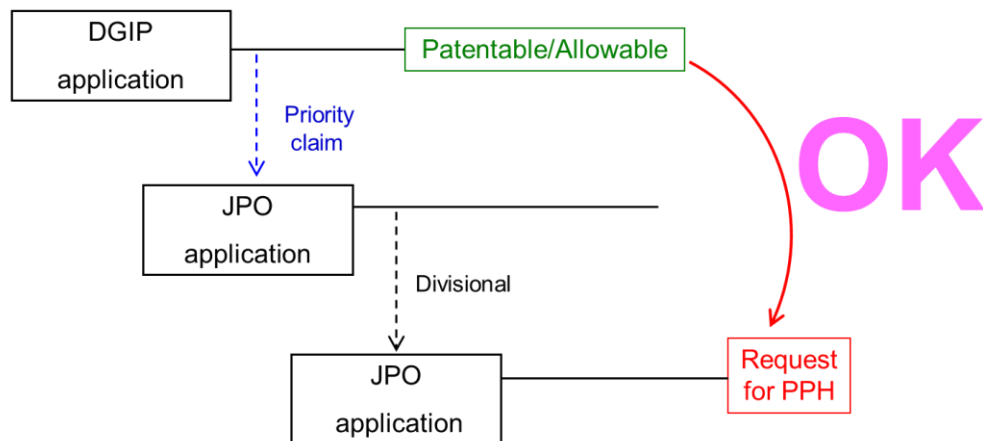 DGIP
application
Patentable/Allowable
Priority
claim
OK
JPO
application
Divisional
JPO
application
Request
for PPH